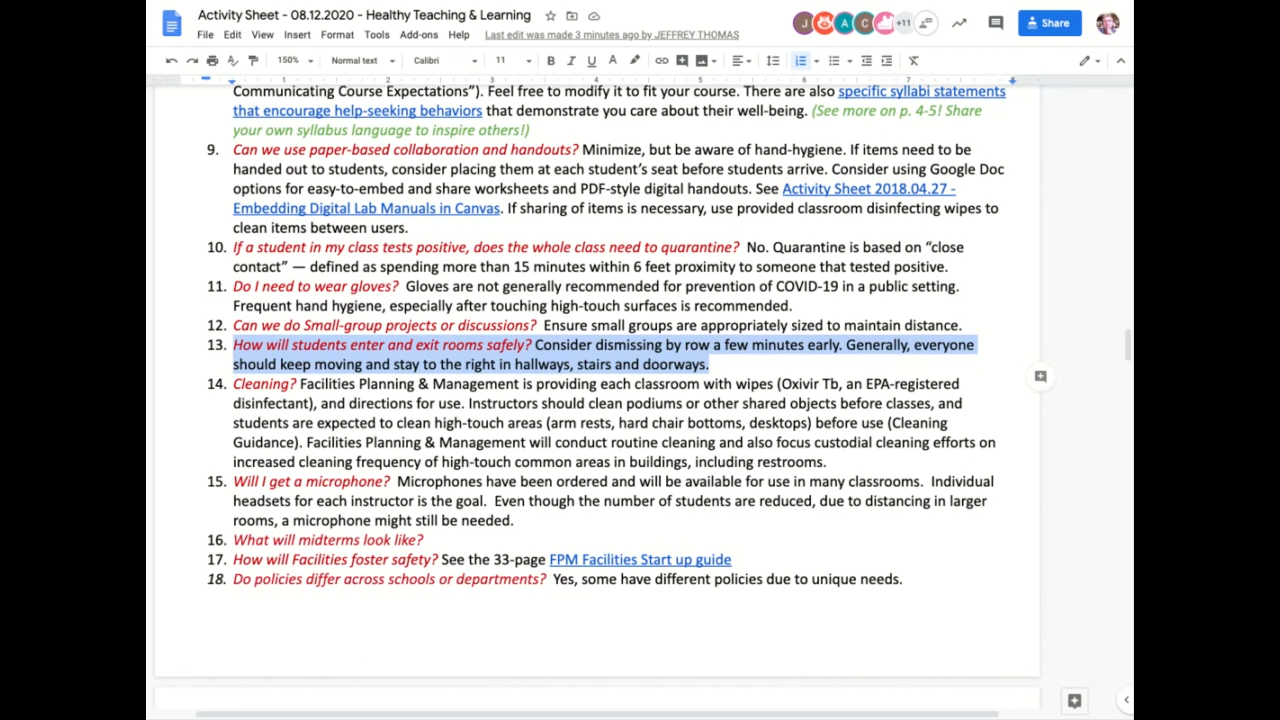 Activity Sheet - 08.12.2020 - Healthy Teaching & Learning
J A C +11 Share
File Edit View Insert Format Tools Add-ons Help Last edit was made 3 minutes ago by JEFFREY THOMAS
150% Normal text Calibri 11 B I U A
1 2 3 4 5 6 7
Communicating Course Expectations”). Feel free to modify it to fit your course. There are also specific syllabi statements
that encourage help-seeking behaviors that demonstrate you care about their well-being. (See more on p. 4-5! Share
your own syllabus language to inspire others!)
9. Can we use paper-based collaboration and handouts? Minimize, but be aware of hand-hygiene. If items need to be
handed out to students, consider placing them at each student’s seat before students arrive. Consider using Google Doc
options for easy-to-embed and share worksheets and PDF-style digital handouts. See Activity Sheet 2018.04.27 -
Embedding Digital Lab Manuals in Canvas. If sharing of items is necessary, use provided classroom disinfecting wipes to
clean items between users.
10. If a student in my class tests positive, does the whole class need to quarantine? No. Quarantine is based on “close
contact” — defined as spending more than 15 minutes within 6 feet proximity to someone that tested positive.
11. Do I need to wear gloves? Gloves are not generally recommended for prevention of COVID-19 in a public setting.
Frequent hand hygiene, especially after touching high-touch surfaces is recommended.
12. Can we do Small-group projects or discussions? Ensure small groups are appropriately sized to maintain distance.
13. How will students enter and exit rooms safely? Consider dismissing by row a few minutes early. Generally, everyone
should keep moving and stay to the right in hallways, stairs and doorways.
14. Cleaning? Facilities Planning & Management is providing each classroom with wipes (Oxivir Tb, an EPA-registered
disinfectant), and directions for use. Instructors should clean podiums or other shared objects before classes, and
students are expected to clean high-touch areas (arm rests, hard chair bottoms, desktops) before use (Cleaning
Guidance). Facilities Planning & Management will conduct routine cleaning and also focus custodial cleaning efforts on
increased cleaning frequency of high-touch common areas in buildings, including restrooms.
15. Will I get a microphone? Microphones have been ordered and will be available for use in many classrooms. Individual
headsets for each instructor is the goal. Even though the number of students are reduced, due to distancing in larger
rooms, a microphone might still be needed.
16. What will midterms look like?
17. How will Facilities foster safety? See the 33-page FPM Facilities Start up guide
18. Do policies differ across schools or departments? Yes, some have different policies due to unique needs.